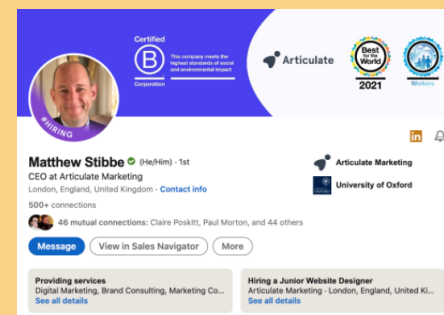 Certified
B
Corporation
This company meets the
highest standards of social
and environmental impact
Articulate
Best
for the
World
2021
Workers
#HIRING
in
Matthew Stibbe (He/Him) · 1st
CEO at Articulate Marketing
London, England, United Kingdom · Contact info
500+ connections
Articulate Marketing
University of Oxford
46 mutual connections: Claire Poskitt, Paul Morton, and 44 others
Message
View in Sales Navigator
More
Providing services
Digital Marketing, Brand Consulting, Marketing Co...
See all details
Hiring a Junior Website Designer
Articulate Marketing · London, England, United Ki...
See all details